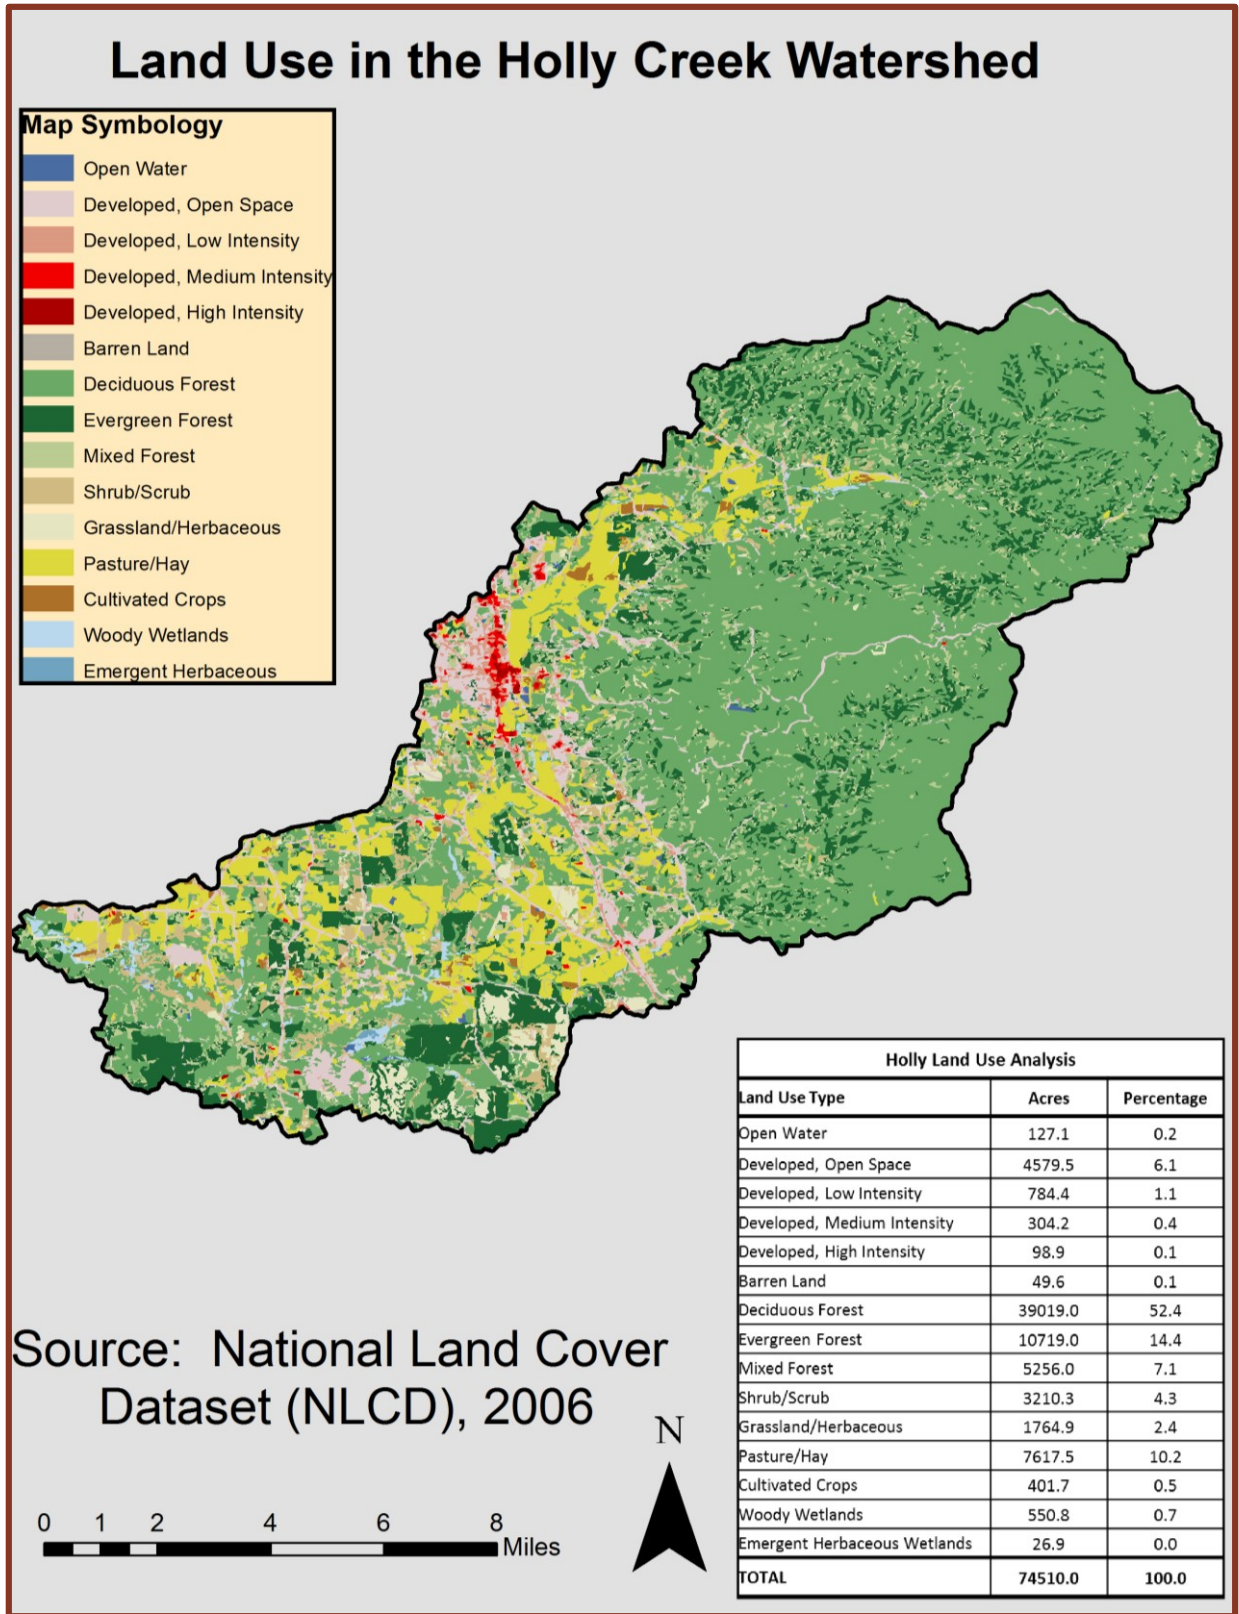 Land Use in the Holly Creek Watershed
Map Symbology
Open Water
Developed, Open Space
Developed, Low Intensity
Developed, Medium Intensity
Developed, High Intensity
Barren Land
Deciduous Forest
Evergreen Forest
Mixed Forest
Shrub/Scrub
Grassland/Herbaceous
Pasture/Hay
Cultivated Crops
Woody Wetlands
Emergent Herbaceous
Holly Land Use Analysis
Land Use Type Acres Percentage
Open Water 127.1 0.2
Developed, Open Space 4579.5 6.1
Developed, Low Intensity 784.4 1.1
Developed, Medium Intensity 304.2 0.4
Developed, High Intensity 98.9 0.1
Barren Land 49.6 0.1
Deciduous Forest 39019.0 52.4
Evergreen Forest 10719.0 14.4
Mixed Forest 5256.0 7.1
Shrub/Scrub 3210.3 4.3
Grassland/Herbaceous 1764.9 2.4
Pasture/Hay 7617.5 10.2
Cultivated Crops 401.7 0.5
Woody Wetlands 550.8 0.7
Emergent Herbaceous Wetlands 26.9 0.0
TOTAL 74510.0 100.0
Source: National Land Cover
Dataset (NLCD), 2006
N
0 1 2 4 6 8
Miles